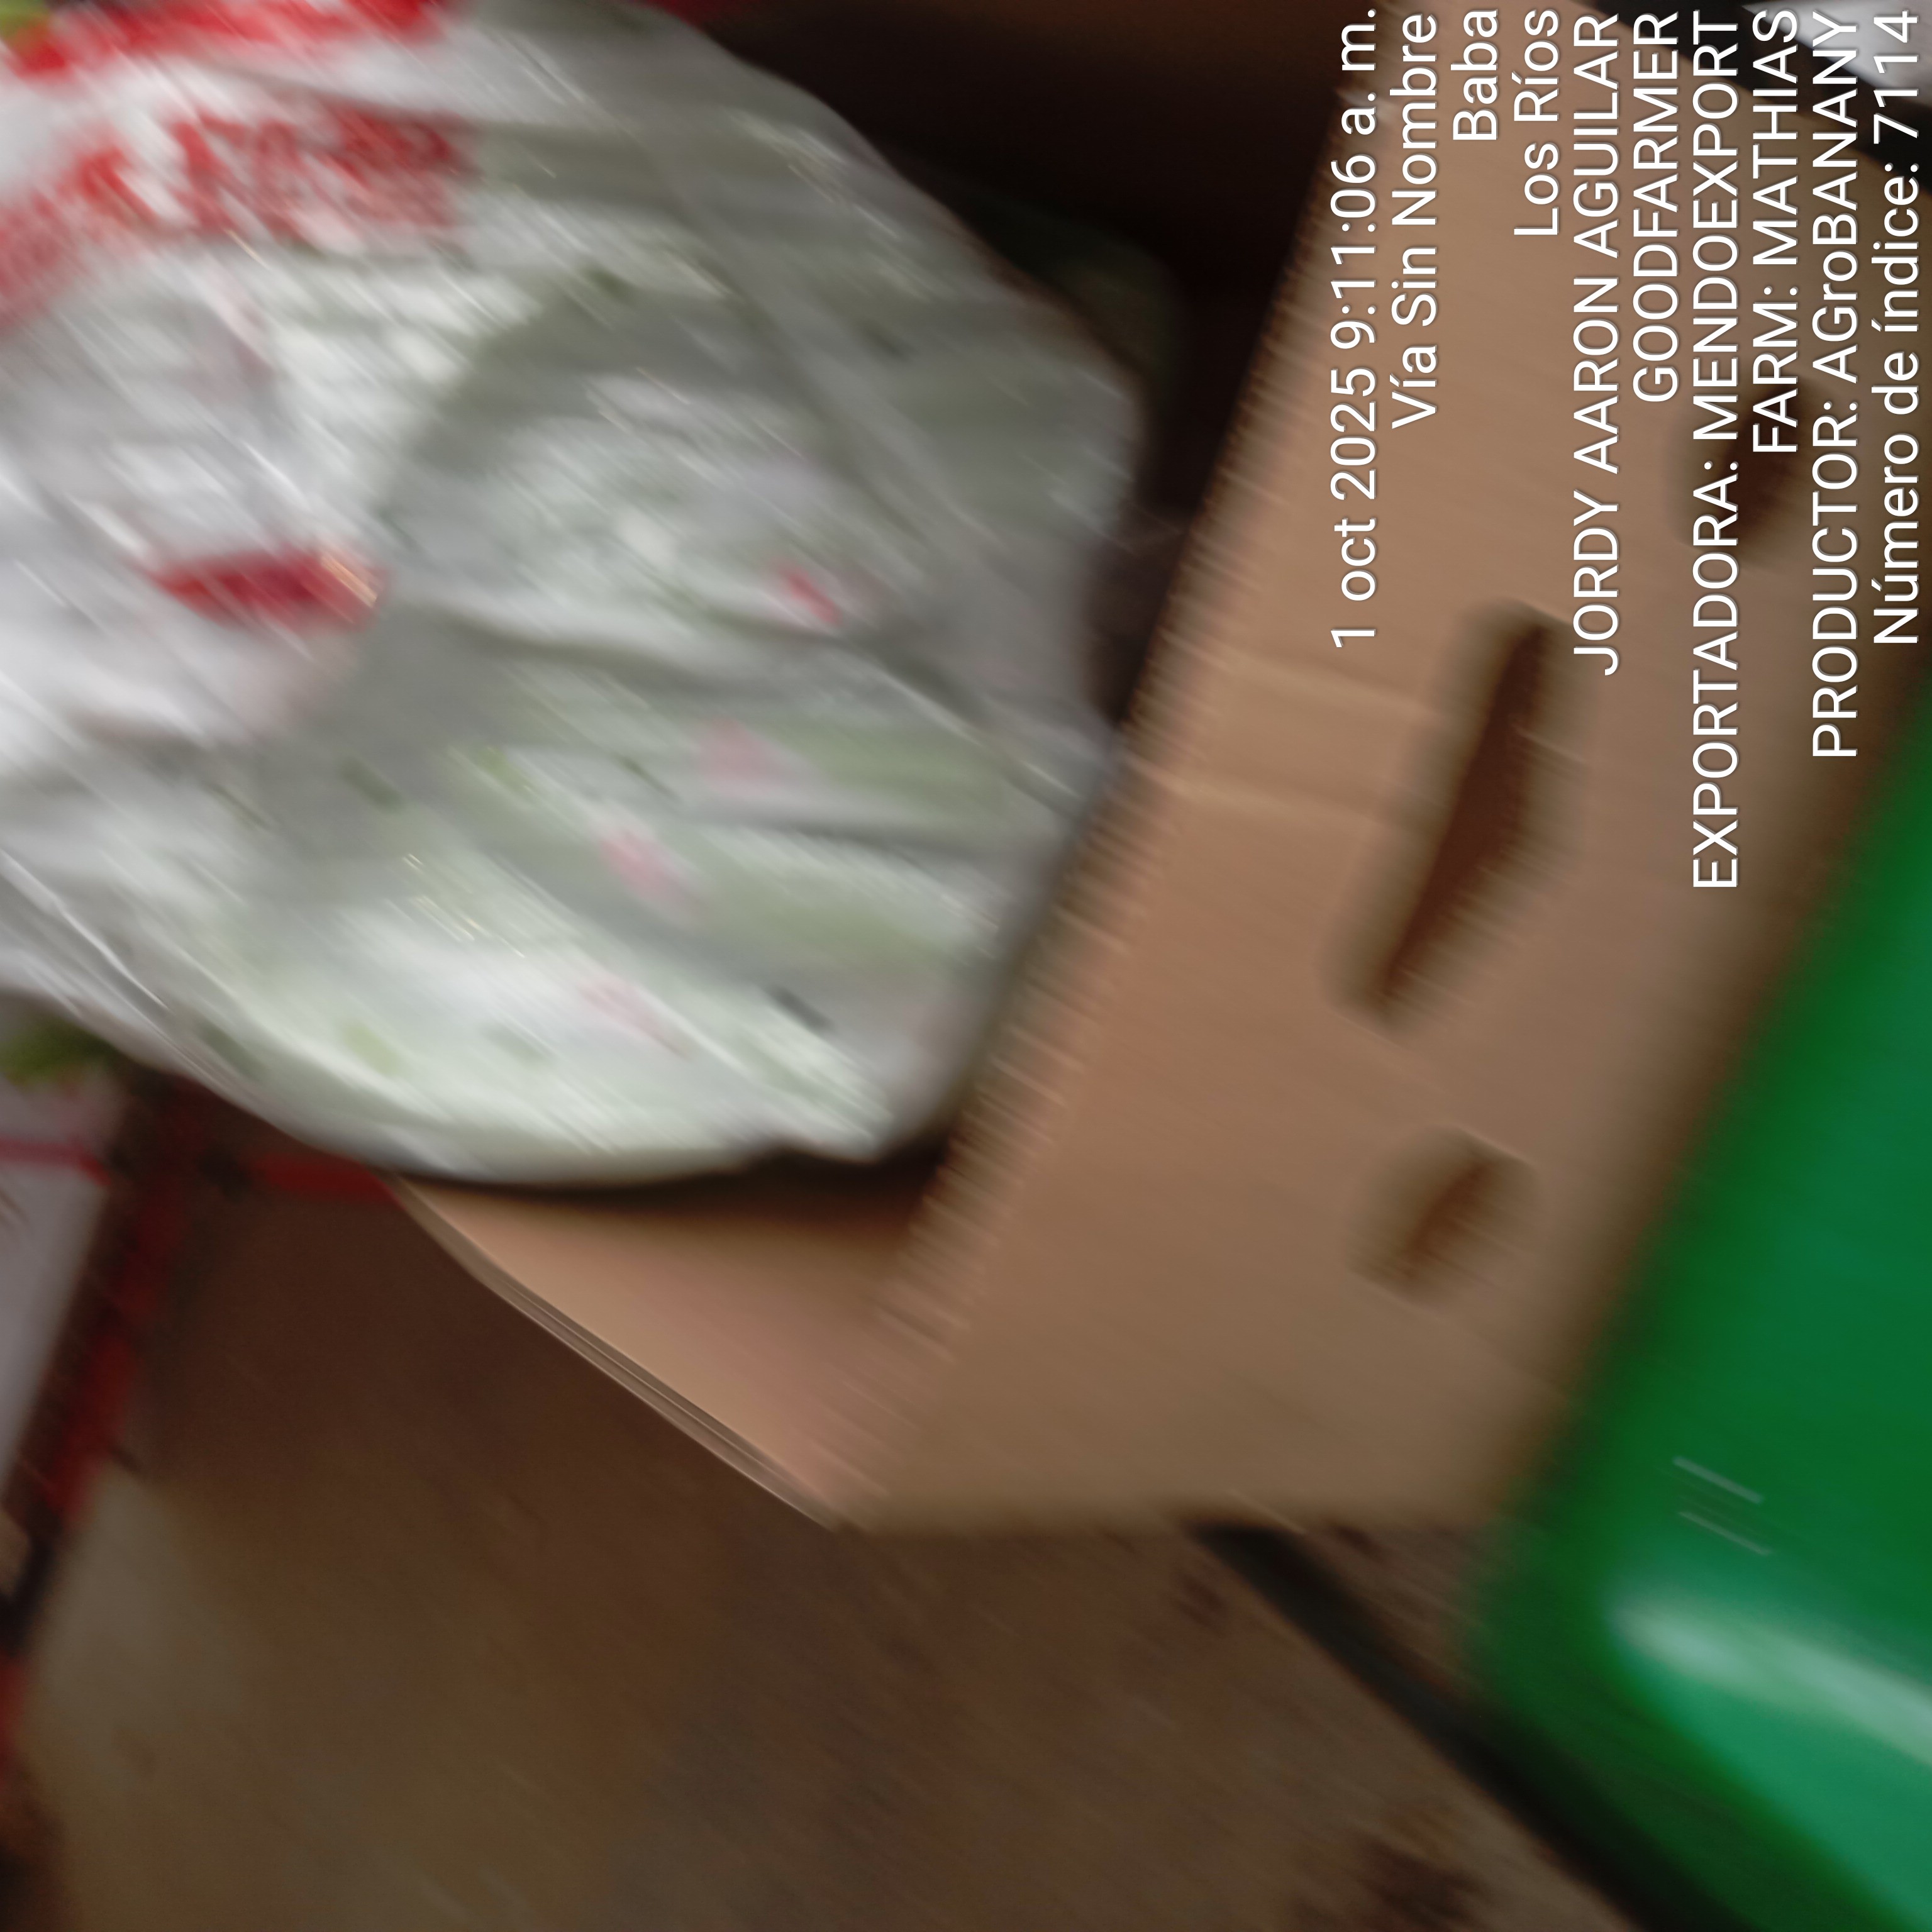 1 oct 2025 9:11:06 a. m.
Vía Sin Nombre
Baba
Los Ríos
JORDY AARON AGUILAR
GOODFARMER
EXPORTADORA: MENDOEXPORT
FARM: MATHIAS
PRODUCTOR: AGroBANANY
Número de índice: 7114